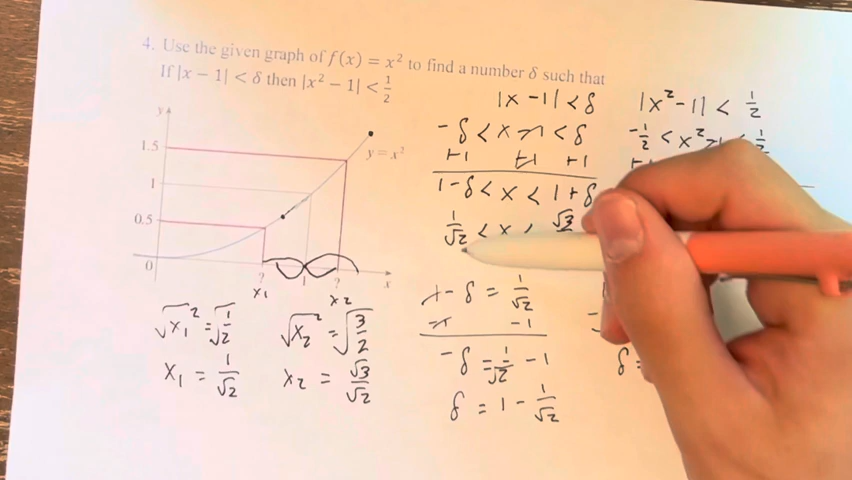 4. Use the given graph of f(x) = x² to find a number δ such that
If |x − 1| < δ then |x² − 1| < 1/2
y
1.5
1
0.5
0
y = x²
?
1
?
x
x₁
x₂
√x₁² = √1/2
x₁ = 1/√2
√x₂² = √3/2
x₂ = √3/√2
|x -1| < δ
-δ < x -1 < δ
+1 +1 +1
1-δ < x < 1+δ
1/√2 < x <
1-δ = 1/√2
-1 -1
-δ = 1/√2 - 1
δ = 1 - 1/√2
|x²-1| < 1/2
-1/2 < x²-1 < 1/2
δ =